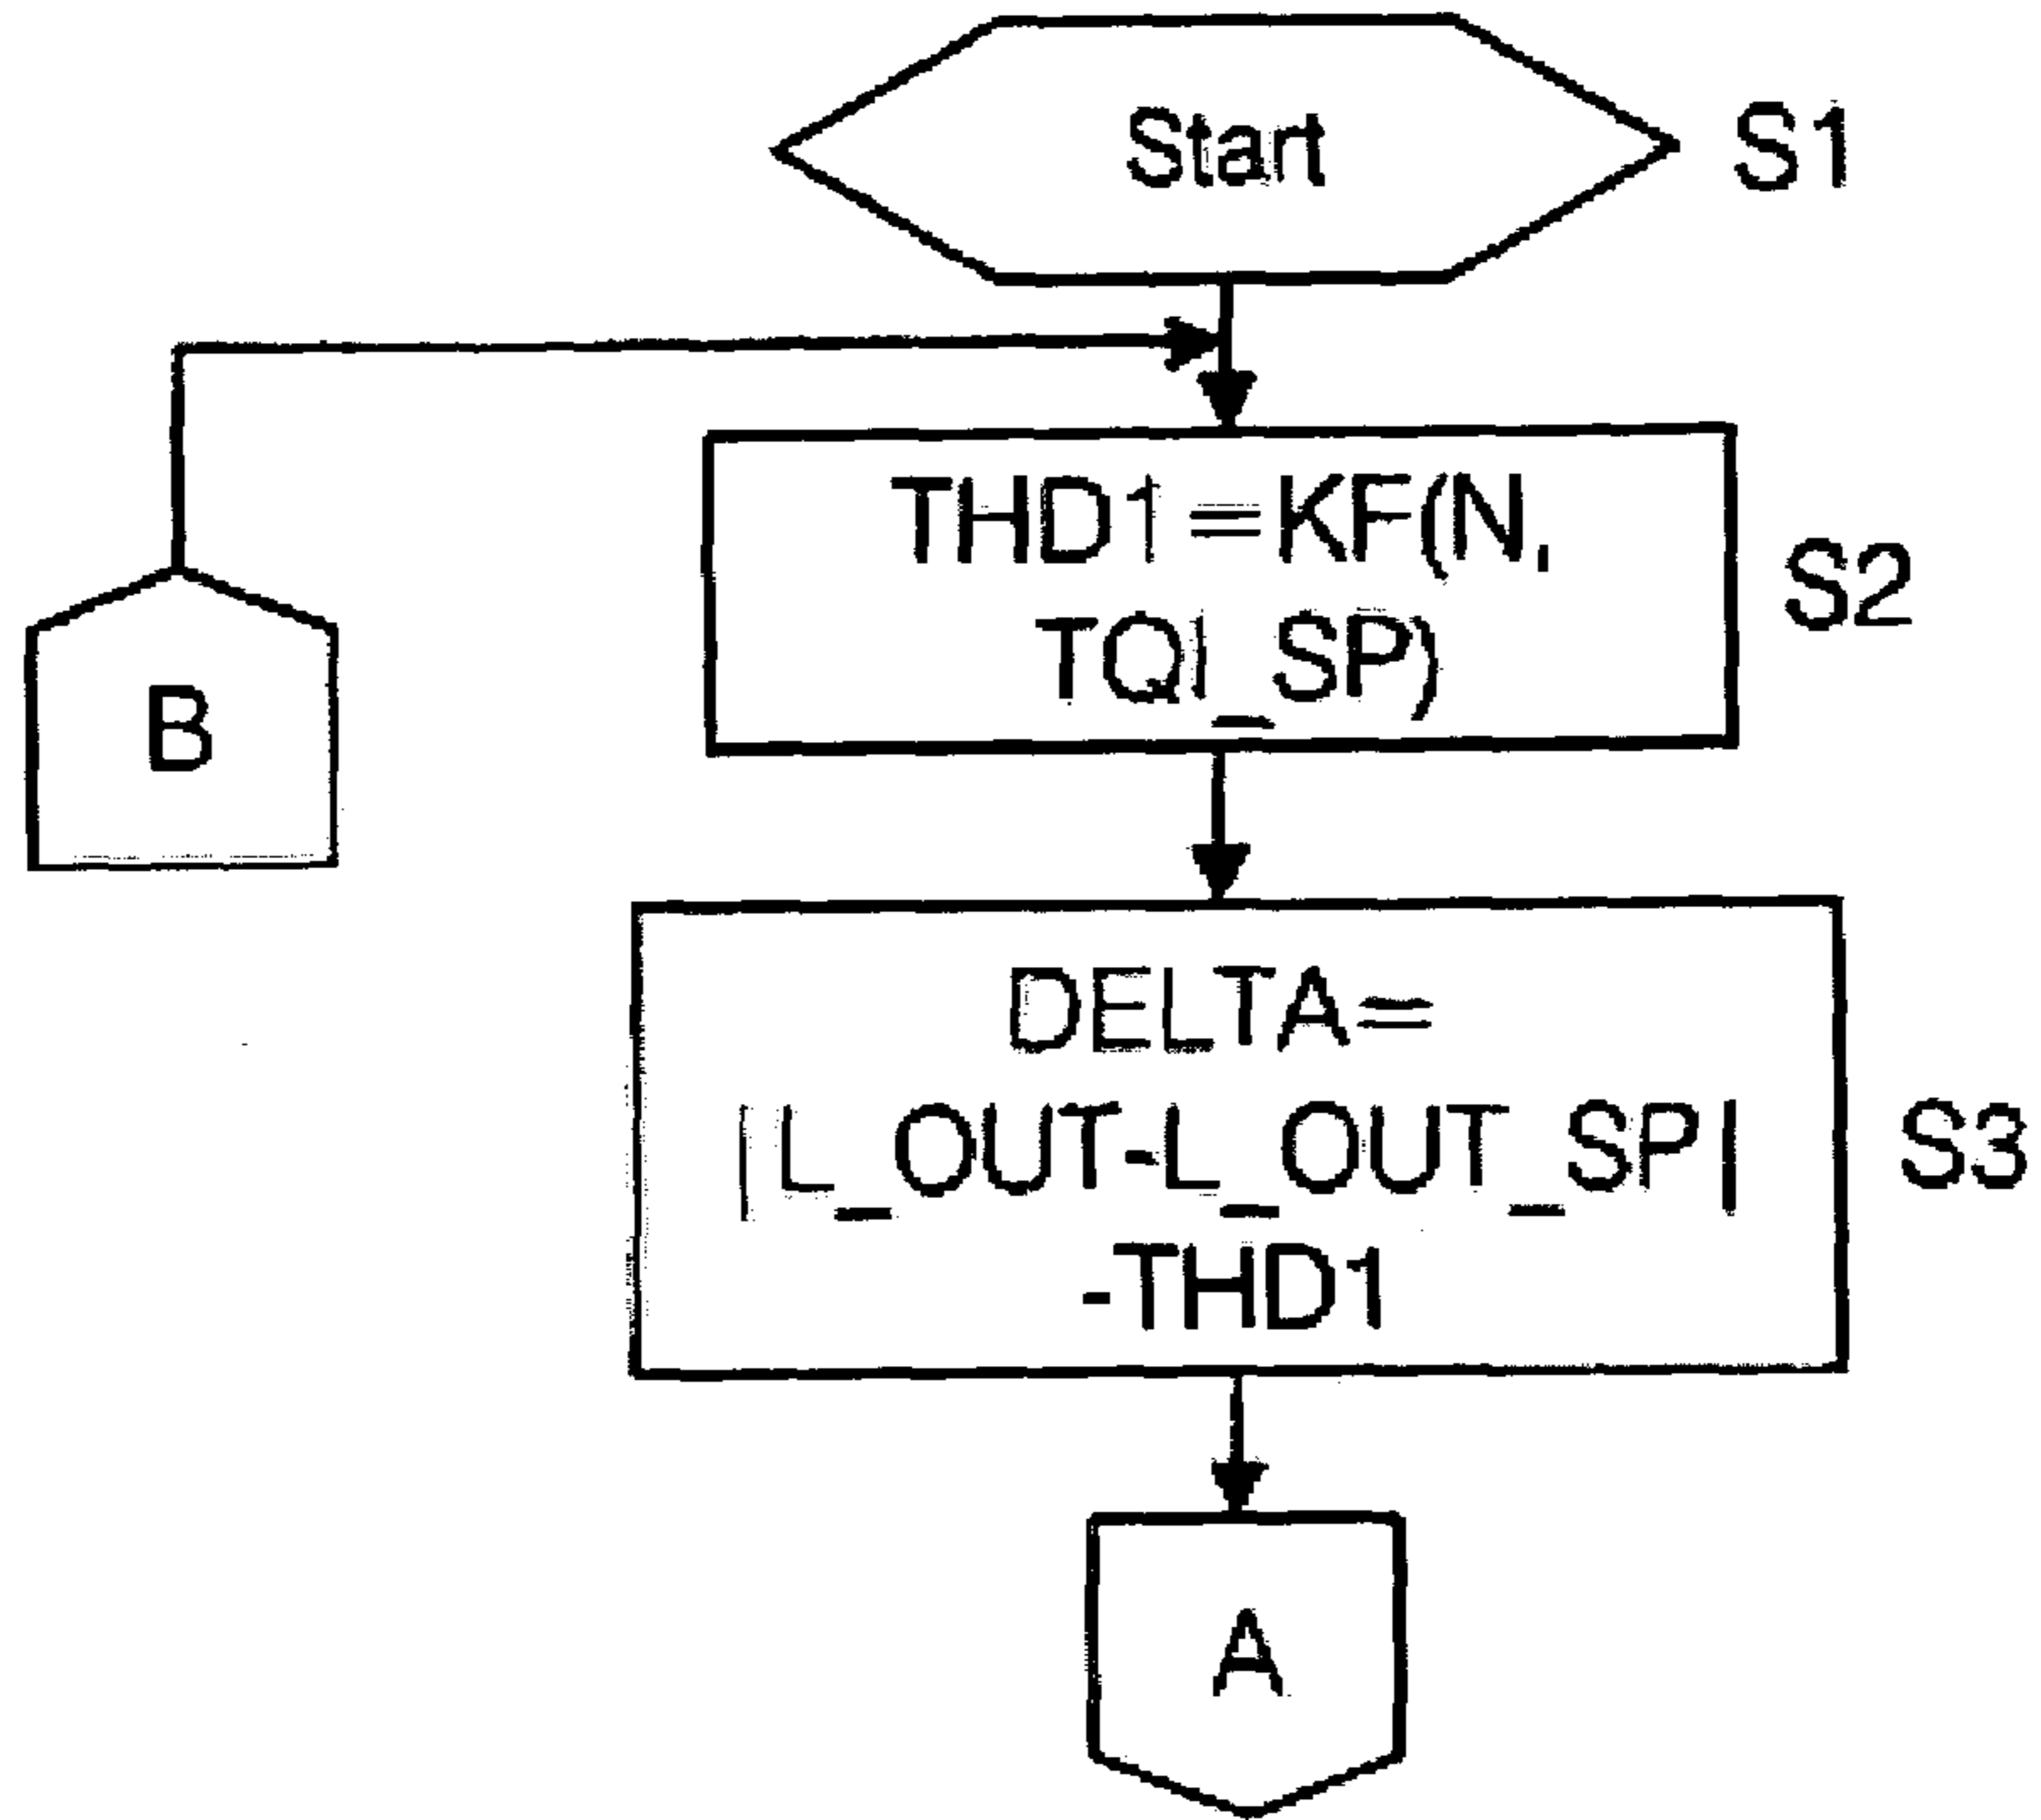 Start
S1
THD1=KF(N,
TQI_SP)
S2
B
DELTA=
|L_OUT-L_OUT_SP|
-THD1
S3
A